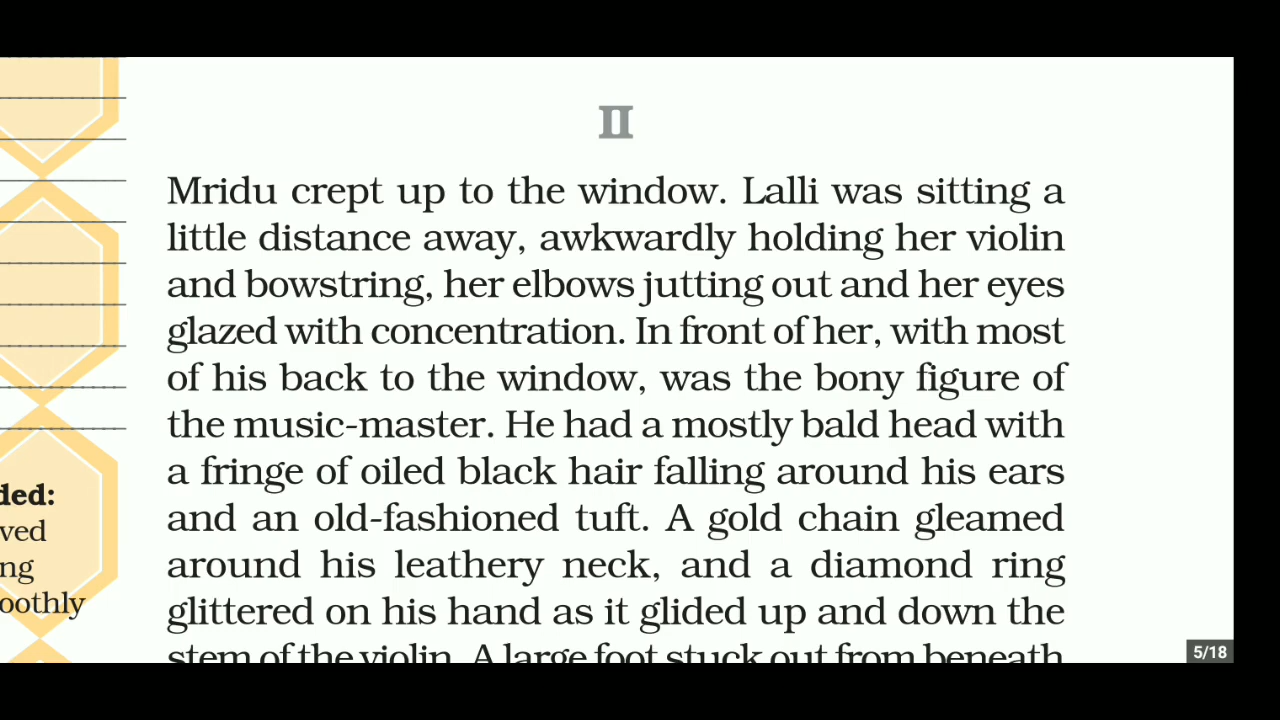 II
Mridu crept up to the window. Lalli was sitting a
little distance away, awkwardly holding her violin
and bowstring, her elbows jutting out and her eyes
glazed with concentration. In front of her, with most
of his back to the window, was the bony figure of
the music-master. He had a mostly bald head with
a fringe of oiled black hair falling around his ears
and an old-fashioned tuft. A gold chain gleamed
around his leathery neck, and a diamond ring
glittered on his hand as it glided up and down the
stem of the violin. A large foot stuck out from beneath
ded:
ved
ng
oothly
5/18